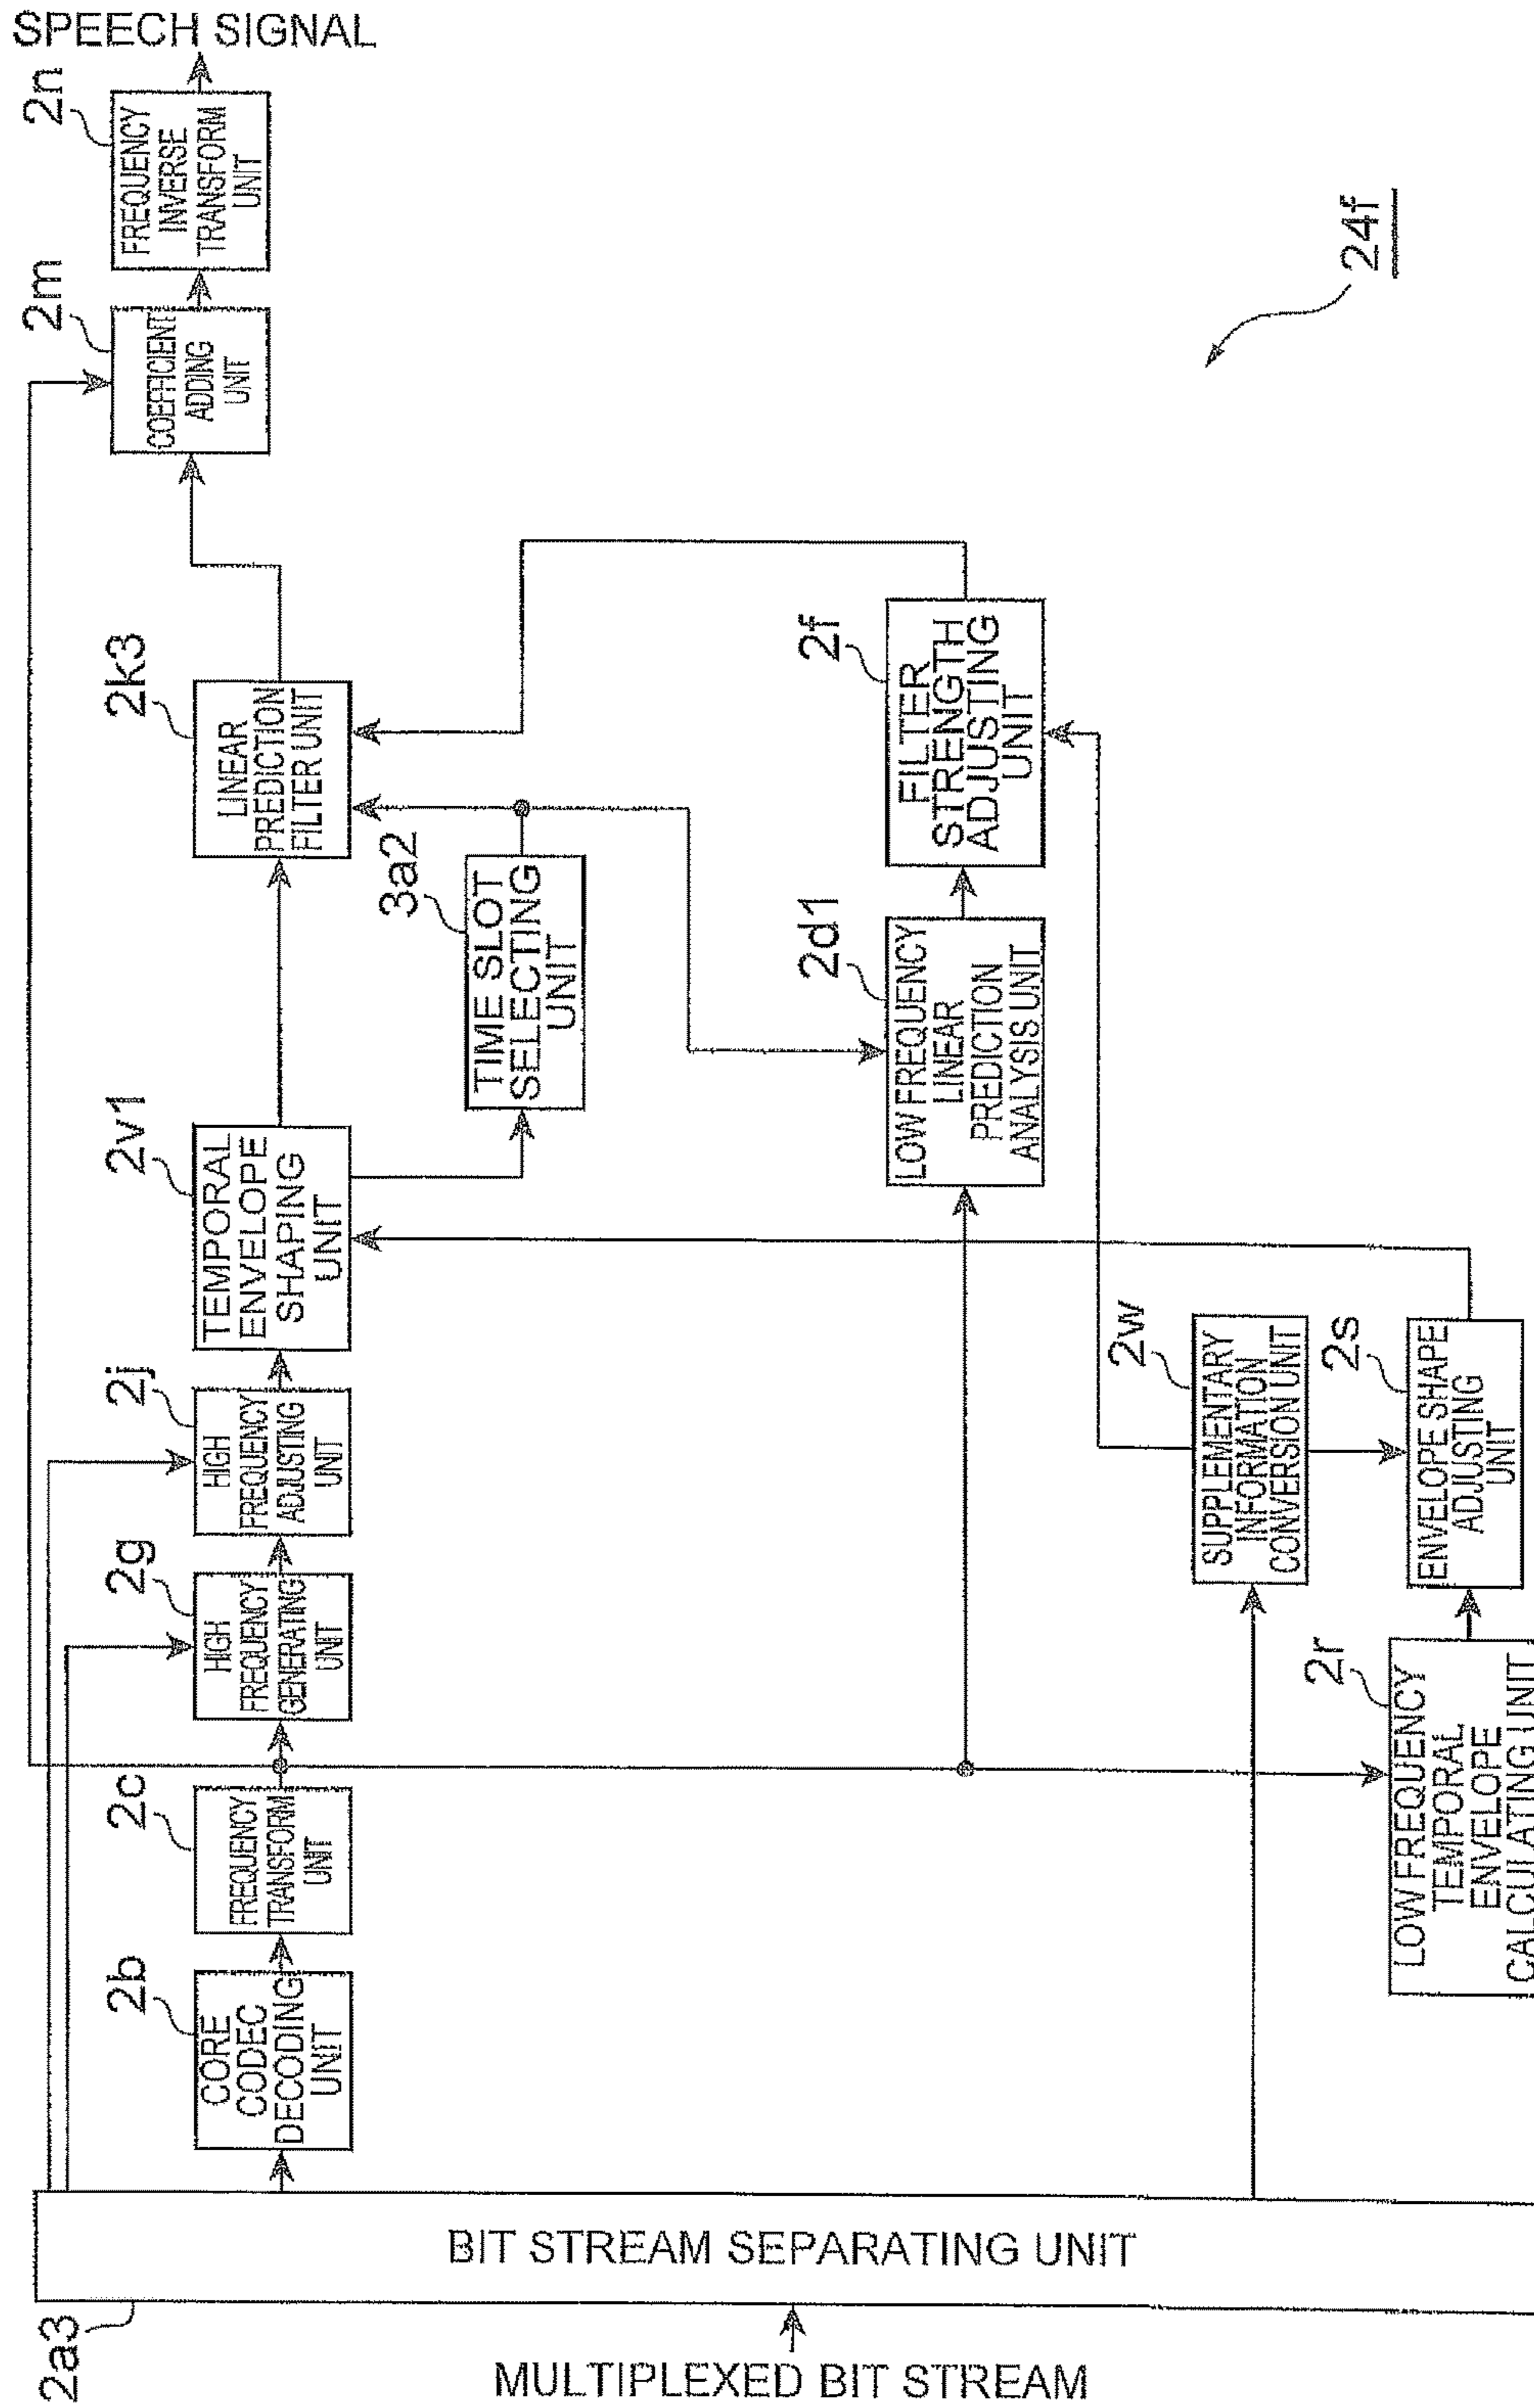 SPEECH SIGNAL
2n
FREQUENCY
INVERSE
TRANSFORM
UNIT
2m
COEFFICIENT
ADDING
UNIT
24f
2k3
LINEAR
PREDICTION
FILTER UNIT
2f
FILTER
STRENGTH
ADJUSTING
UNIT
3a2
TIME SLOT
SELECTING
UNIT
2d1
LOW FREQUENCY
LINEAR
PREDICTION
ANALYSIS UNIT
2v1
TEMPORAL
ENVELOPE
SHAPING
UNIT
2w
SUPPLEMENTARY
INFORMATION
CONVERSION UNIT
2s
ENVELOPE SHAPE
ADJUSTING
UNIT
2j
HIGH
FREQUENCY
ADJUSTING
UNIT
2g
HIGH
FREQUENCY
GENERATING
UNIT
2r
LOW FREQUENCY
TEMPORAL
ENVELOPE
CALCULATING UNIT
2c
FREQUENCY
TRANSFORM
UNIT
2b
CORE
CODEC
DECODING
UNIT
BIT STREAM SEPARATING UNIT
2a3
MULTIPLEXED BIT STREAM